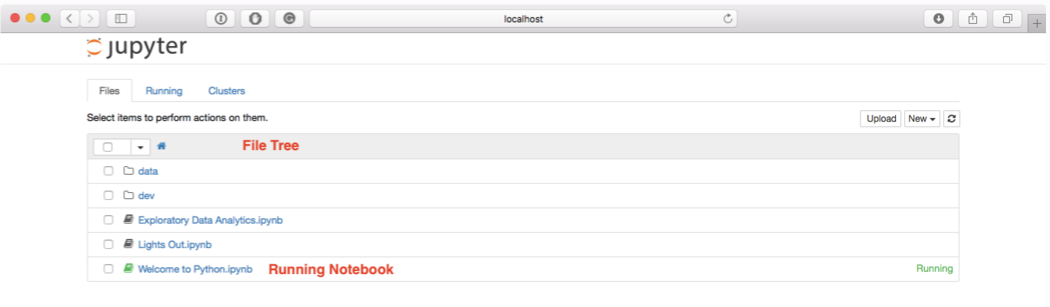 localhost
jupyter
Files Running Clusters
Select items to perform actions on them.
Upload New
File Tree
data
dev
Exploratory Data Analytics.ipynb
Lights Out.ipynb
Welcome to Python.ipynb Running Notebook Running